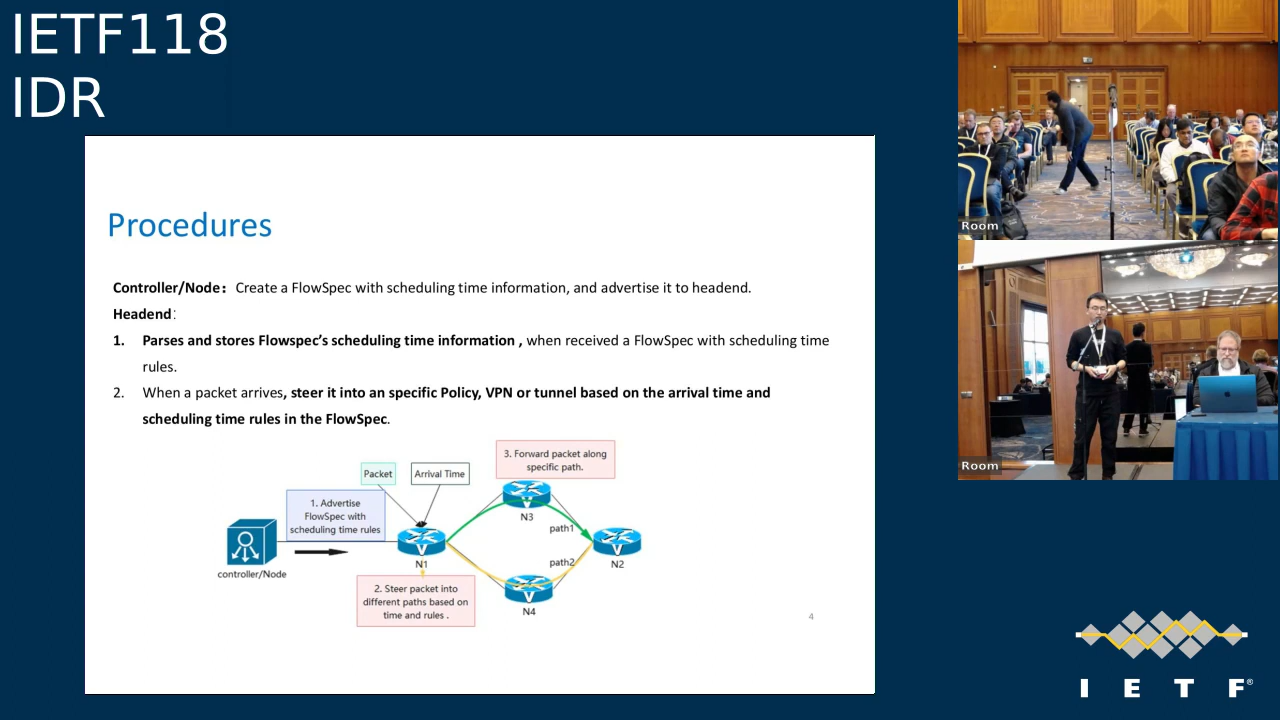 IETF118
IDR
Procedures
Controller/Node： Create a FlowSpec with scheduling time information, and advertise it to headend.
Headend:
1. Parses and stores Flowspec’s scheduling time information , when received a FlowSpec with scheduling time
rules.
2. When a packet arrives, steer it into an specific Policy, VPN or tunnel based on the arrival time and
scheduling time rules in the FlowSpec.
3. Forward packet along
specific path.
Packet
Arrival Time
1. Advertise
FlowSpec with
scheduling time rules
N3
path1
N1
N2
controller/Node
path2
2. Steer packet into
different paths based on
time and rules .
N4
4
Room
Room
I E T F®